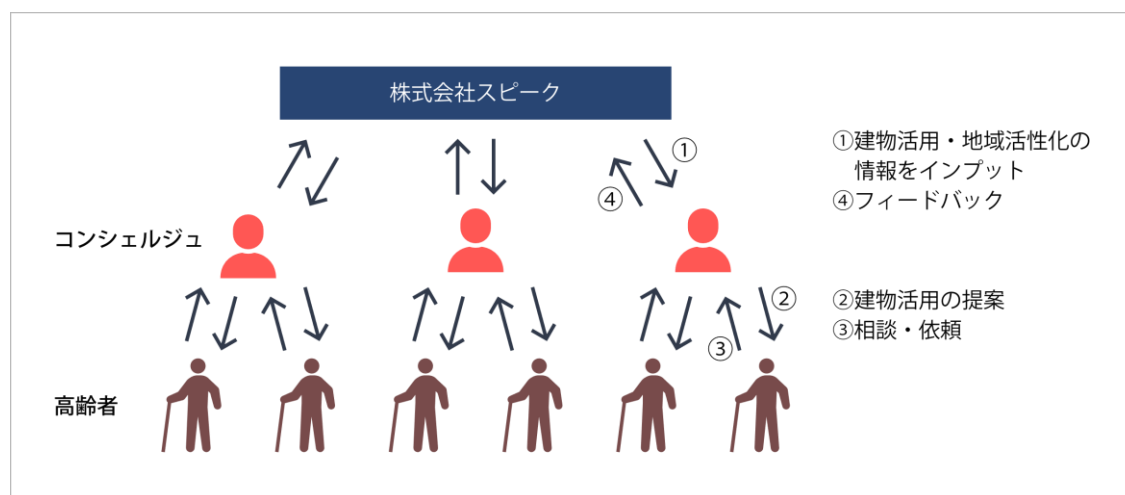 株式会社スピーク
①
④
①建物活用・地域活性化の
情報をインプット
④フィードバック
コンシェルジュ
②
③
②建物活用の提案
③相談・依頼
高齢者